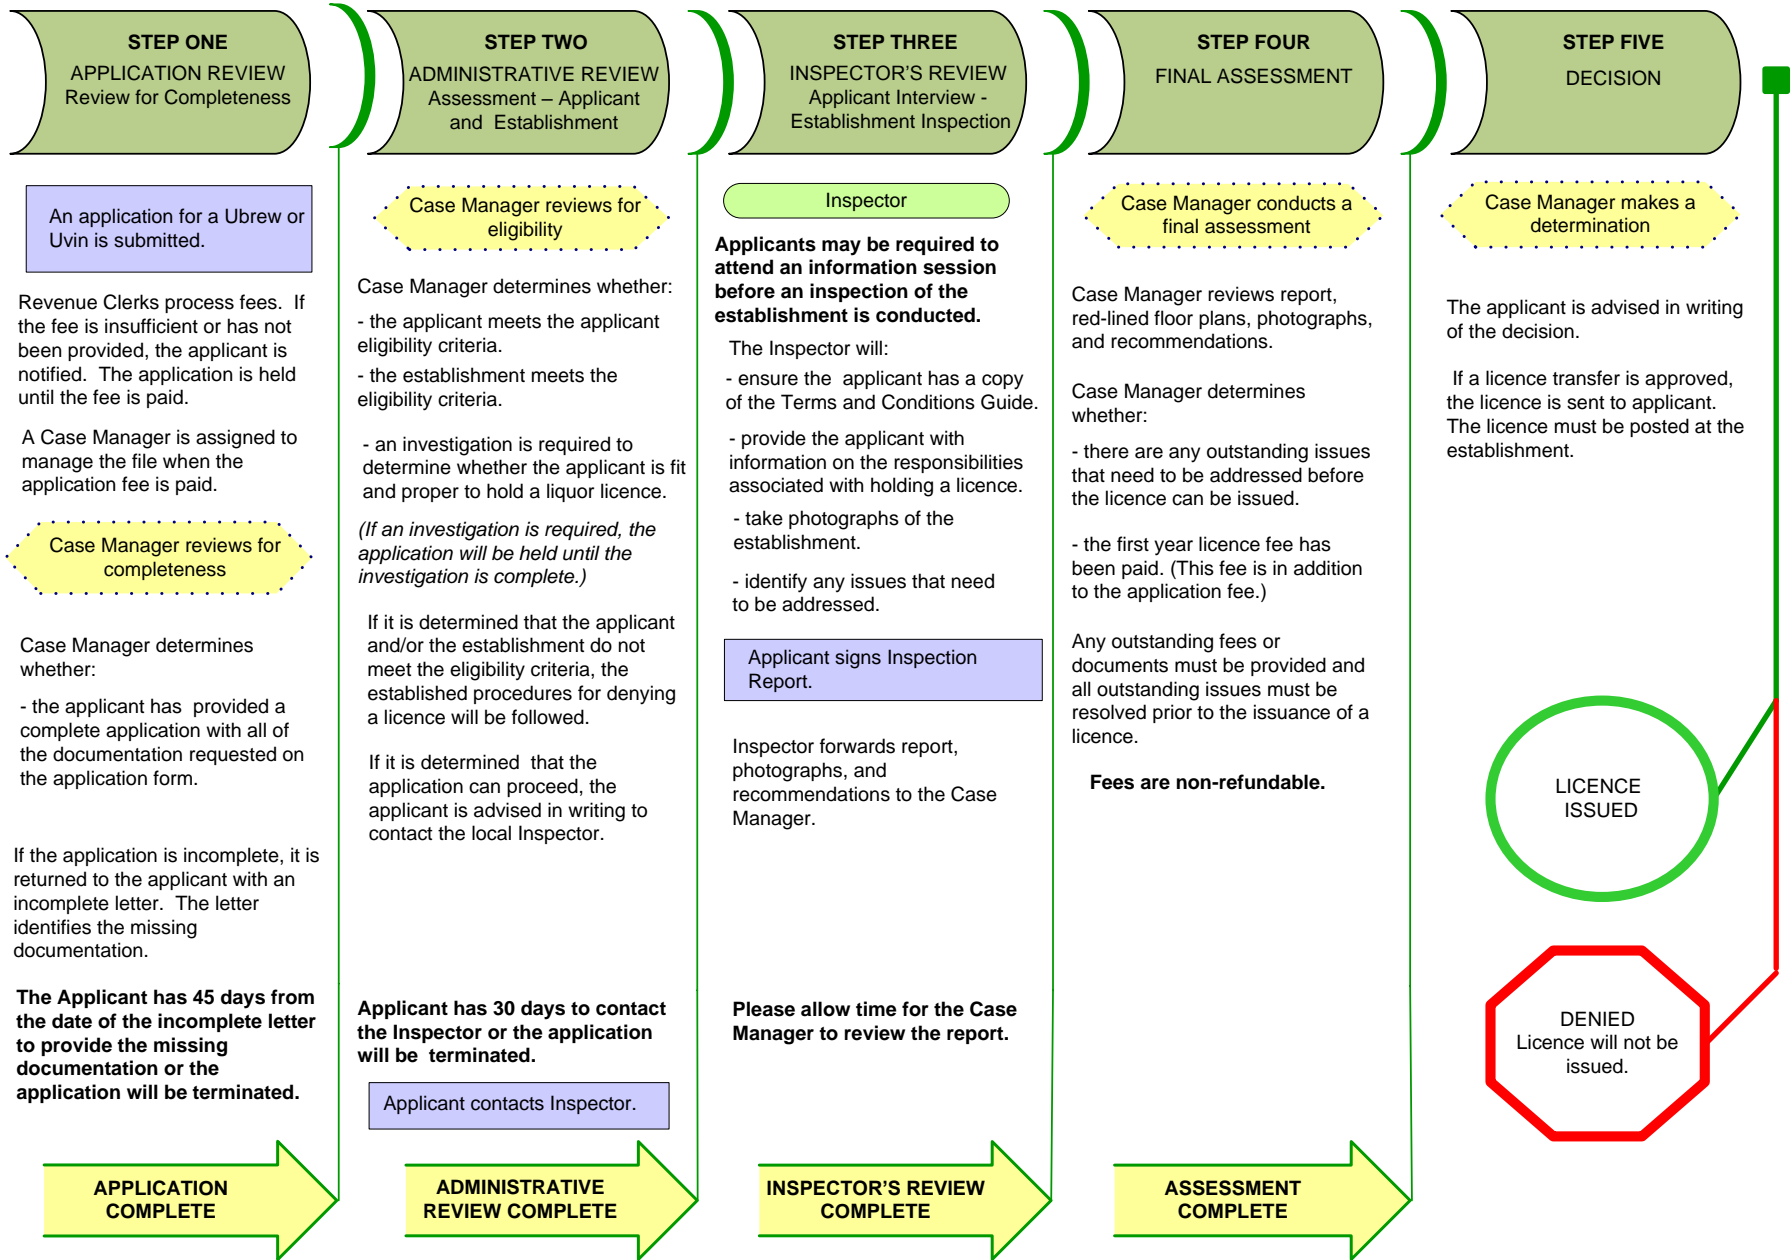 STEP ONE
APPLICATION REVIEW
Review for Completeness
An application for a Ubrew or
Uvin is submitted.
Revenue Clerks process fees.  If
the fee is insufficient or has not
been provided, the applicant is
notified.  The application is held
until the fee is paid.
A Case Manager is assigned to
manage the file when the
application fee is paid.
Case Manager reviews for
completeness
Case Manager determines
whether:
- the applicant has  provided a
complete application with all of
the documentation requested on
the application form.
If the application is incomplete, it is
returned to the applicant with an
incomplete letter.  The letter
identifies the missing
documentation.
The Applicant has 45 days from
the date of the incomplete letter
to provide the missing
documentation or the
application will be terminated.
APPLICATION
COMPLETE
STEP TWO
ADMINISTRATIVE REVIEW
Assessment – Applicant
and  Establishment
Case Manager reviews for
eligibility
Case Manager determines whether:
- the applicant meets the applicant
eligibility criteria.
- the establishment meets the
eligibility criteria.
- an investigation is required to
determine whether the applicant is fit
and proper to hold a liquor licence.
(If an investigation is required, the
application will be held until the
investigation is complete.)
If it is determined that the applicant
and/or the establishment do not
meet the eligibility criteria, the
established procedures for denying
a licence will be followed.
If it is determined  that the
application can proceed, the
applicant is advised in writing to
contact the local Inspector.
Applicant has 30 days to contact
the Inspector or the application
will be  terminated.
Applicant contacts Inspector.
ADMINISTRATIVE
REVIEW COMPLETE
STEP THREE
INSPECTOR'S REVIEW
Applicant Interview -
Establishment Inspection
Inspector
Applicants may be required to
attend an information session
before an inspection of the
establishment is conducted.
The Inspector will:
- ensure the  applicant has a copy
of the Terms and Conditions Guide.
- provide the applicant with
information on the responsibilities
associated with holding a licence.
- take photographs of the
establishment.
- identify any issues that need
to be addressed.
Applicant signs Inspection
Report.
Inspector forwards report,
photographs, and
recommendations to the Case
Manager.
Please allow time for the Case
Manager to review the report.
INSPECTOR'S REVIEW
COMPLETE
STEP FOUR
FINAL ASSESSMENT
Case Manager conducts a
final assessment
Case Manager reviews report,
red-lined floor plans, photographs,
and recommendations.
Case Manager determines
whether:
- there are any outstanding issues
that need to be addressed before
the licence can be issued.
- the first year licence fee has
been paid. (This fee is in addition
to the application fee.)
Any outstanding fees or
documents must be provided and
all outstanding issues must be
resolved prior to the issuance of a
licence.
Fees are non-refundable.
ASSESSMENT
COMPLETE
STEP FIVE
DECISION
Case Manager makes a
determination
The applicant is advised in writing
of the decision.
If a licence transfer is approved,
the licence is sent to applicant.
The licence must be posted at the
establishment.
LICENCE
ISSUED
DENIED
Licence will not be
issued.